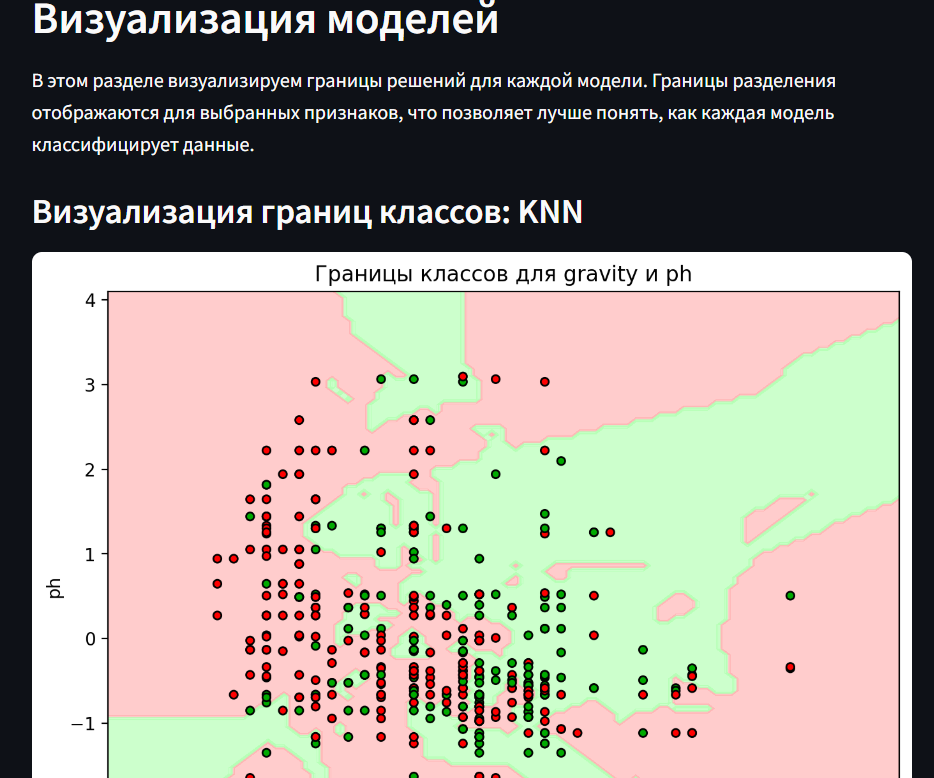 Визуализация моделей
В этом разделе визуализируем границы решений для каждой модели. Границы разделения
отображаются для выбранных признаков, что позволяет лучше понять, как каждая модель
классифицирует данные.
Визуализация границ классов: KNN
Границы классов для gravity и ph
4
3
2
1
0
−1
ph